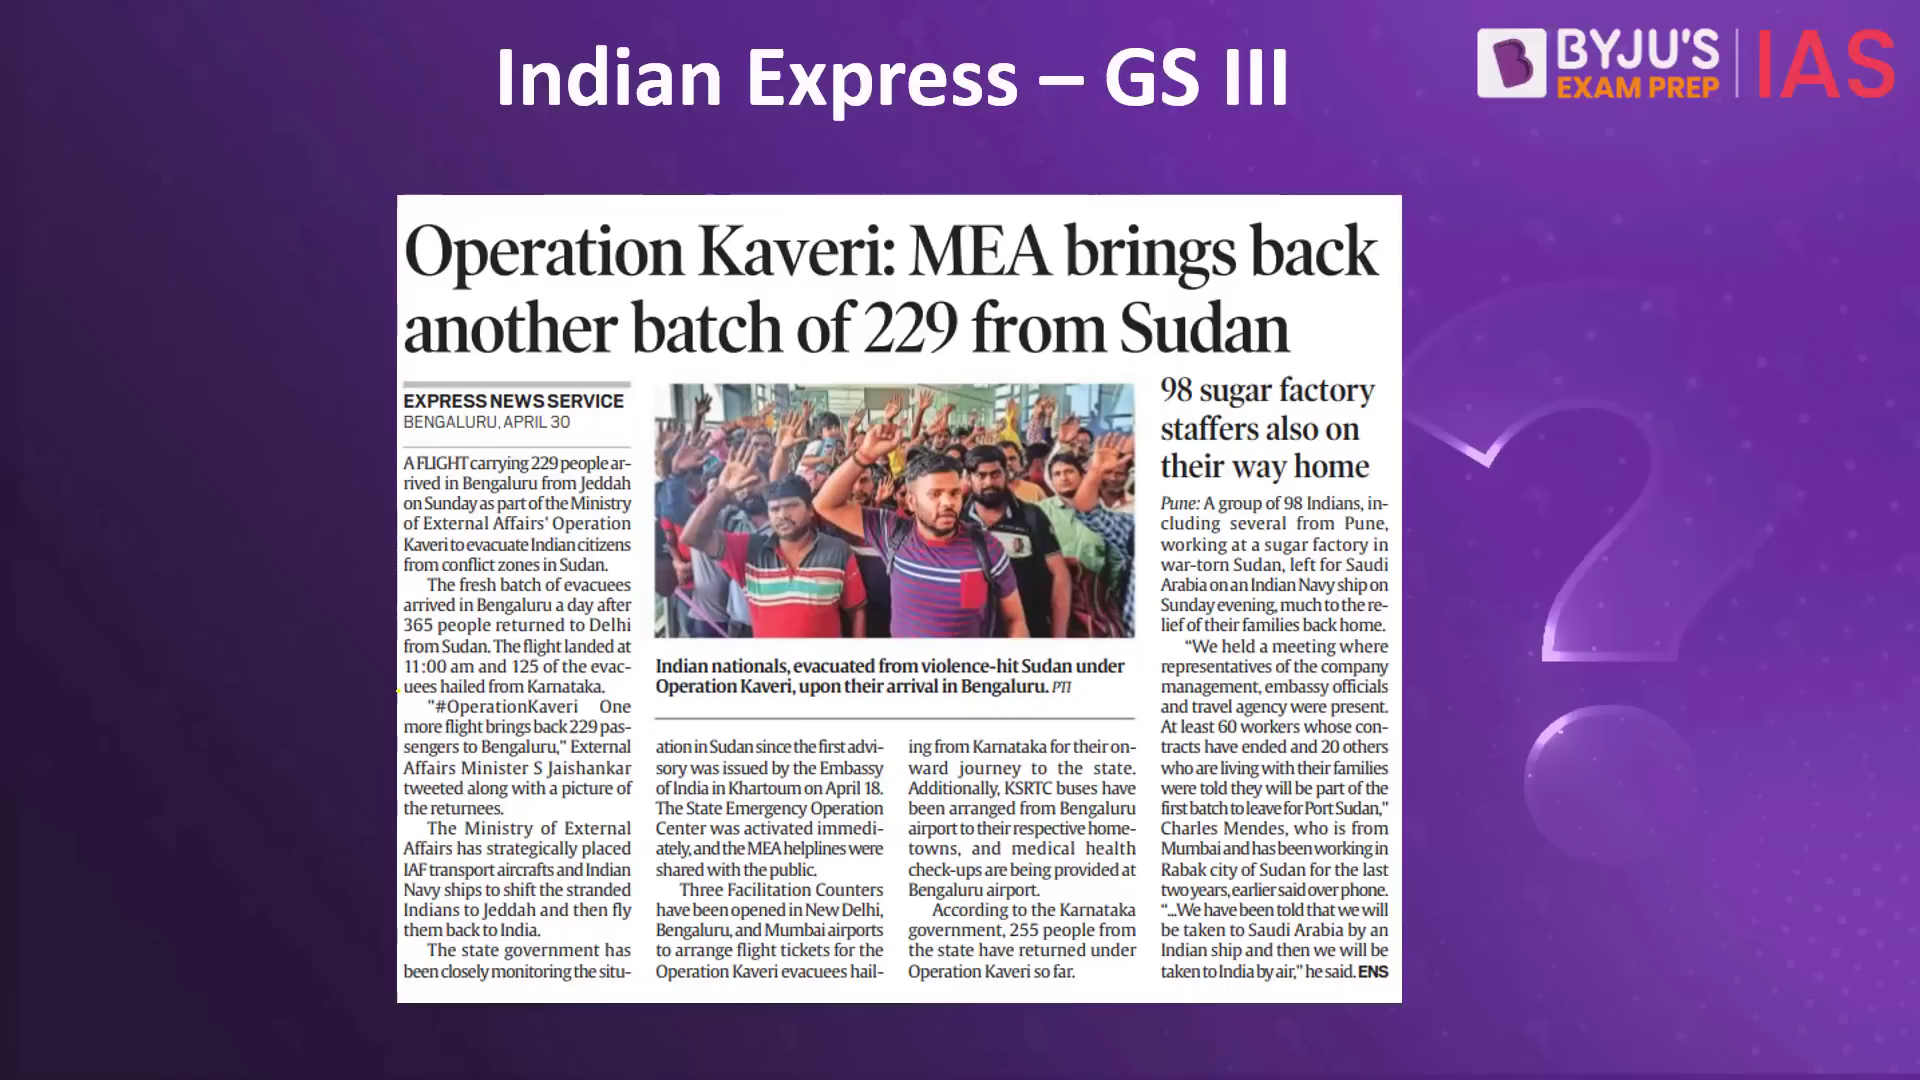 Indian Express – GS III
BYJU'S
EXAM PREP
IAS
Operation Kaveri: MEA brings back
another batch of 229 from Sudan
EXPRESS NEWS SERVICE
BENGALURU, APRIL 30
A FLIGHT carrying 229 people ar-
rived in Bengaluru from Jeddah
on Sunday as part of the Ministry
of External Affairs' Operation
Kaveri to evacuate Indian citizens
from conflict zones in Sudan.
The fresh batch of evacuees
arrived in Bengaluru a day after
365 people returned to Delhi
from Sudan. The flight landed at
11:00 am and 125 of the evac-
uees hailed from Karnataka.
"#OperationKaveri One
more flight brings back 229 pas-
sengers to Bengaluru," External
Affairs Minister S Jaishankar
tweeted along with a picture of
the returnees.
The Ministry of External
Affairs has strategically placed
IAF transport aircrafts and Indian
Navy ships to shift the stranded
Indians to Jeddah and then fly
them back to India.
The state government has
been closely monitoring the situ-
Indian nationals, evacuated from violence-hit Sudan under
Operation Kaveri, upon their arrival in Bengaluru. PTI
ation in Sudan since the first advi-
sory was issued by the Embassy
of India in Khartoum on April 18.
The State Emergency Operation
Center was activated immedi-
ately, and the MEA helplines were
shared with the public.
Three Facilitation Counters
have been opened in New Delhi,
Bengaluru, and Mumbai airports
to arrange flight tickets for the
Operation Kaveri evacuees hail-
ing from Karnataka for their on-
ward journey to the state.
Additionally, KSRTC buses have
been arranged from Bengaluru
airport to their respective home-
towns, and medical health
check-ups are being provided at
Bengaluru airport.
According to the Karnataka
government, 255 people from
the state have returned under
Operation Kaveri so far.
98 sugar factory
staffers also on
their way home
Pune: A group of 98 Indians, in-
cluding several from Pune,
working at a sugar factory in
war-torn Sudan, left for Saudi
Arabia on an Indian Navy ship on
Sunday evening, much to the re-
lief of their families back home.
"We held a meeting where
representatives of the company
management, embassy officials
and travel agency were present.
At least 60 workers whose con-
tracts have ended and 20 others
who are living with their families
were told they will be part of the
first batch to leave for Port Sudan,"
Charles Mendes, who is from
Mumbai and has been working in
Rabak city of Sudan for the last
two years, earlier said over phone.
"...We have been told that we will
be taken to Saudi Arabia by an
Indian ship and then we will be
taken to India by air," he said. ENS